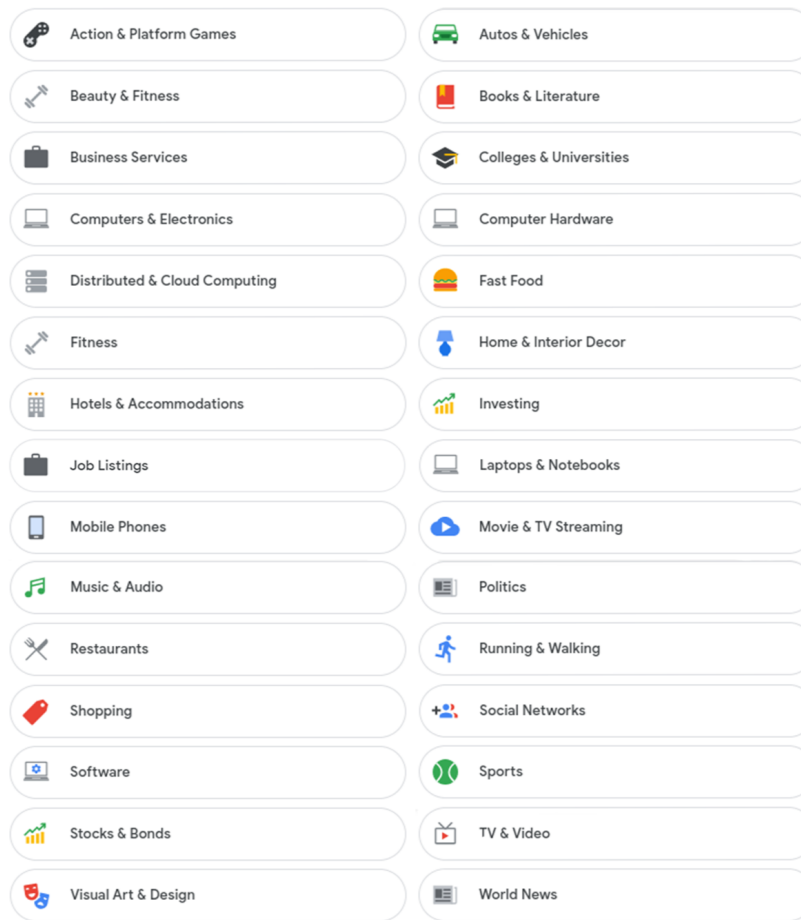 Action & Platform Games
Autos & Vehicles
Beauty & Fitness
Books & Literature
Business Services
Colleges & Universities
Computers & Electronics
Computer Hardware
Distributed & Cloud Computing
Fast Food
Fitness
Home & Interior Decor
Hotels & Accommodations
Investing
Job Listings
Laptops & Notebooks
Mobile Phones
Movie & TV Streaming
Music & Audio
Politics
Restaurants
Running & Walking
Shopping
Social Networks
Software
Sports
Stocks & Bonds
TV & Video
Visual Art & Design
World News